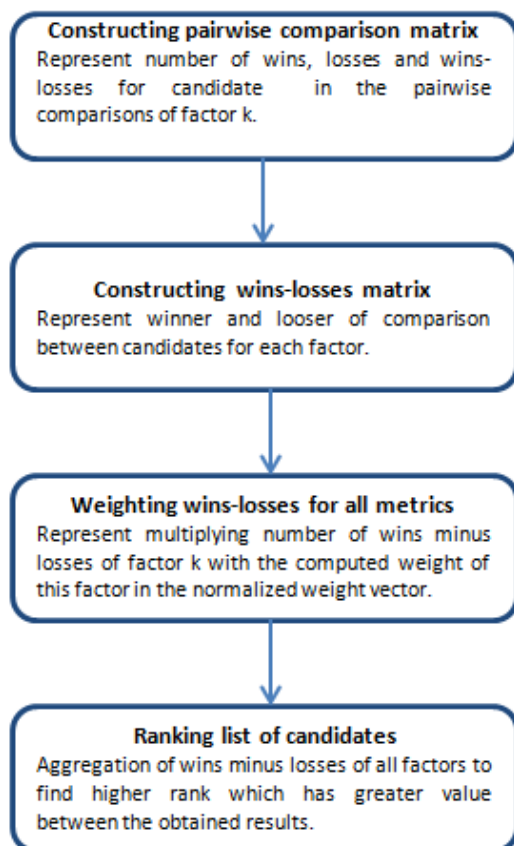 Constructing pairwise comparison matrix
Represent number of wins, losses and wins-
losses for candidate in the pairwise
comparisons of factor k.
Constructing wins-losses matrix
Represent winner and looser of comparison
between candidates for each factor.
Weighting wins-losses for all metrics
Represent multiplying number of wins minus
losses of factor k with the computed weight of
this factor in the normalized weight vector.
Ranking list of candidates
Aggregation of wins minus losses of all factors to
find higher rank which has greater value
between the obtained results.